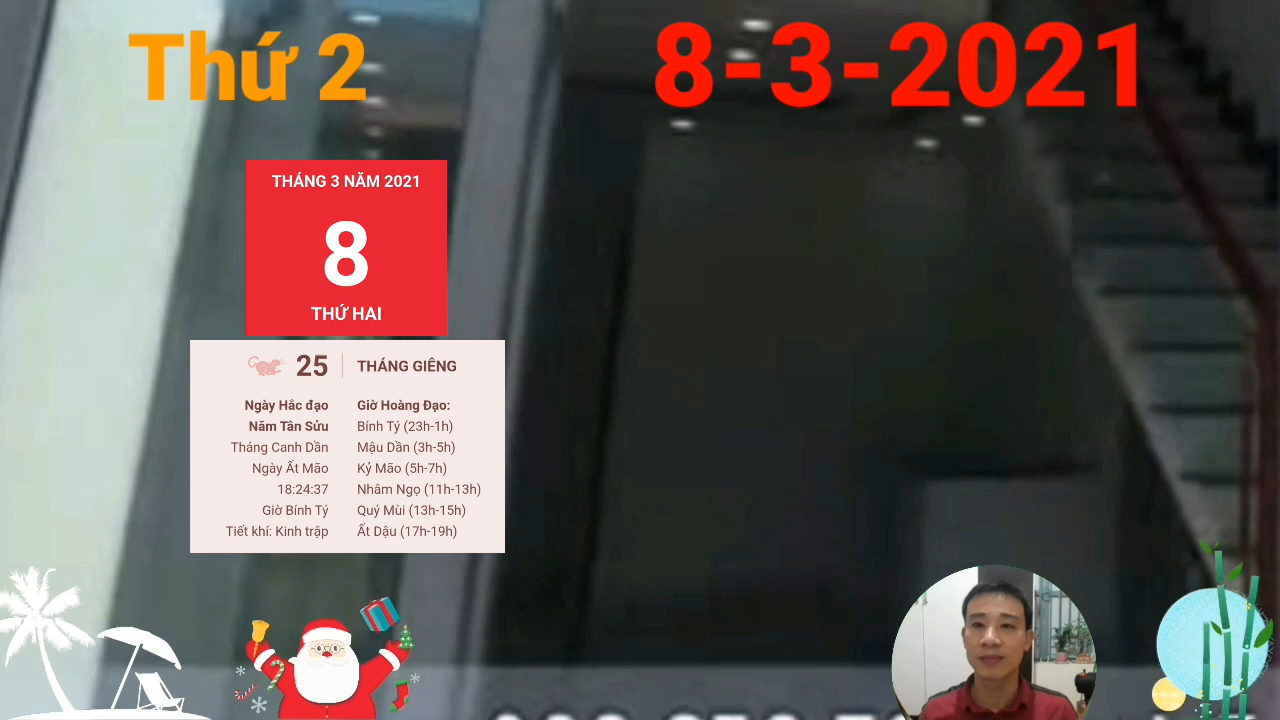 Thứ 2
8-3-2021
THÁNG 3 NĂM 2021
8
THỨ HAI
25
THÁNG GIÊNG
Ngày Hắc đạo
Năm Tân Sửu
Tháng Canh Dần
Ngày Ất Mão
18:24:37
Giờ Bính Tý
Tiết khí: Kinh trập
Giờ Hoàng Đạo:
Bính Tý (23h-1h)
Mậu Dần (3h-5h)
Kỷ Mão (5h-7h)
Nhâm Ngọ (11h-13h)
Quý Mùi (13h-15h)
Ất Dậu (17h-19h)